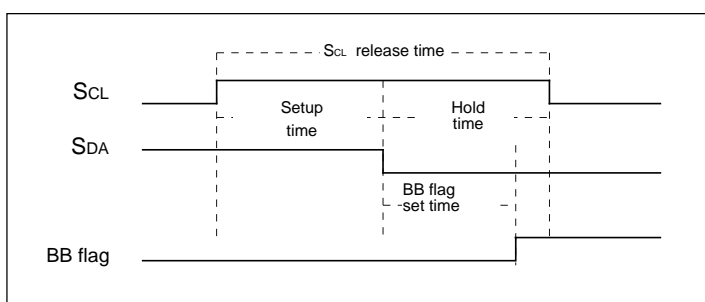 SCL release time
SCL
Setup
time
Hold
time
SDA
BB flag
set time
BB flag